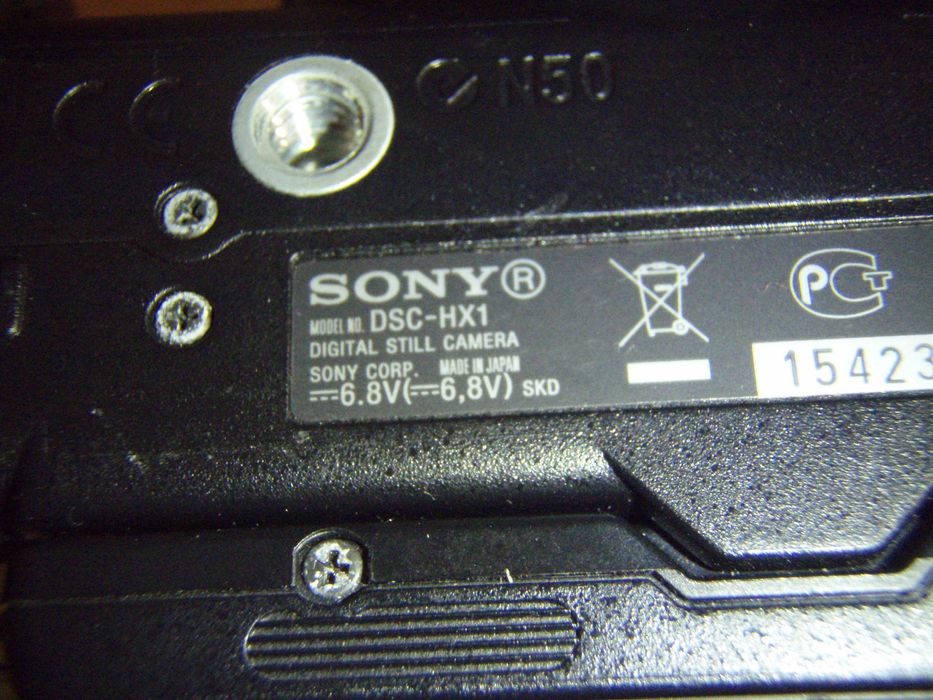 CE
N50
SONY®
MODEL NO. DSC-HX1
DIGITAL STILL CAMERA
SONY CORP. MADE IN JAPAN
⎓6.8V(⎓6,8V) SKD
PCT
15423